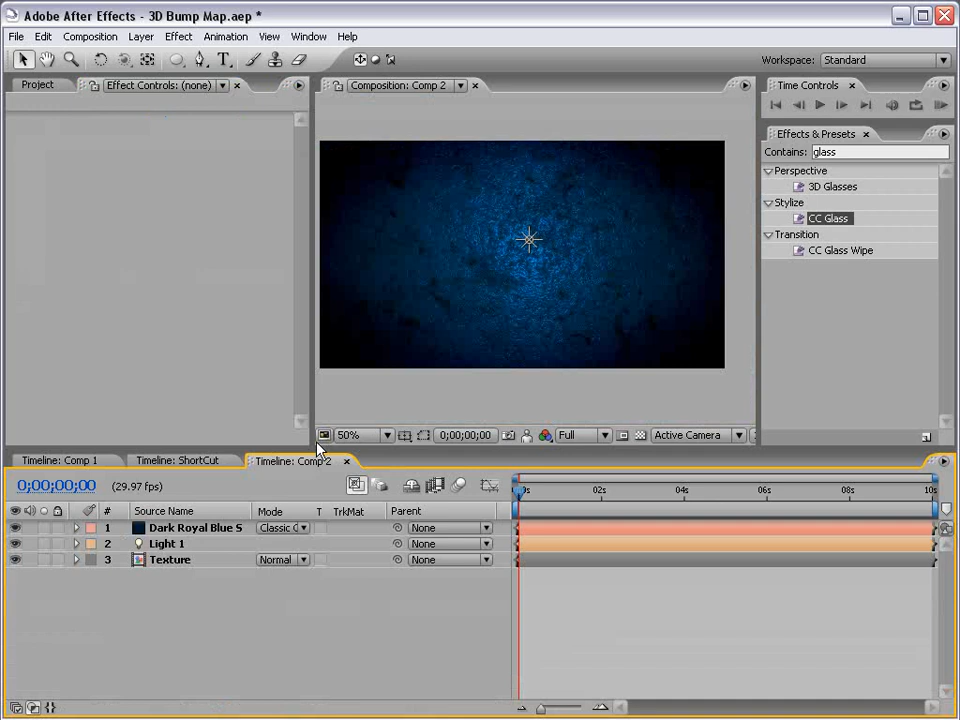 Adobe After Effects - 3D Bump Map.aep *
File Edit Composition Layer Effect Animation View Window Help
T Workspace: Standard
Project Effect Controls: (none) Composition: Comp 2 Time Controls
Effects & Presets
Contains: glass
Perspective
3D Glasses
Stylize
CC Glass
Transition
CC Glass Wipe
50% 0;00;00;00 Full Active Camera
Timeline: Comp 1 Timeline: ShortCut Timeline: Comp 2
0;00;00;00 (29.97 fps) 02s 04s 06s 08s 10s
# Source Name Mode T TrkMat Parent
1 Dark Royal Blue S Classic C None
2 Light 1 None
3 Texture Normal None